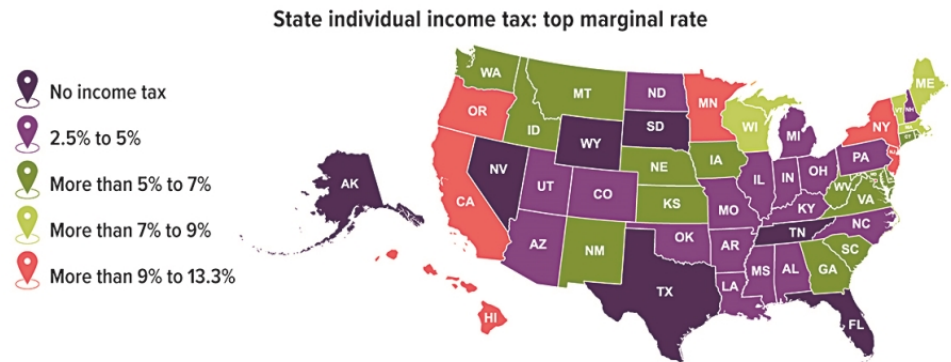 State individual income tax: top marginal rate
No income tax
2.5% to 5%
More than 5% to 7%
More than 7% to 9%
More than 9% to 13.3%
WA
MT
ND
MN
ME
OR
ID
SD
WI
VT
NH
WY
MI
NY
NV
NE
IA
PA
AK
UT
CO
IL
IN
OH
NJ
CA
KS
MO
KY
WV
VA
AZ
NM
OK
AR
TN
NC
SC
MS
AL
GA
TX
LA
HI
FL